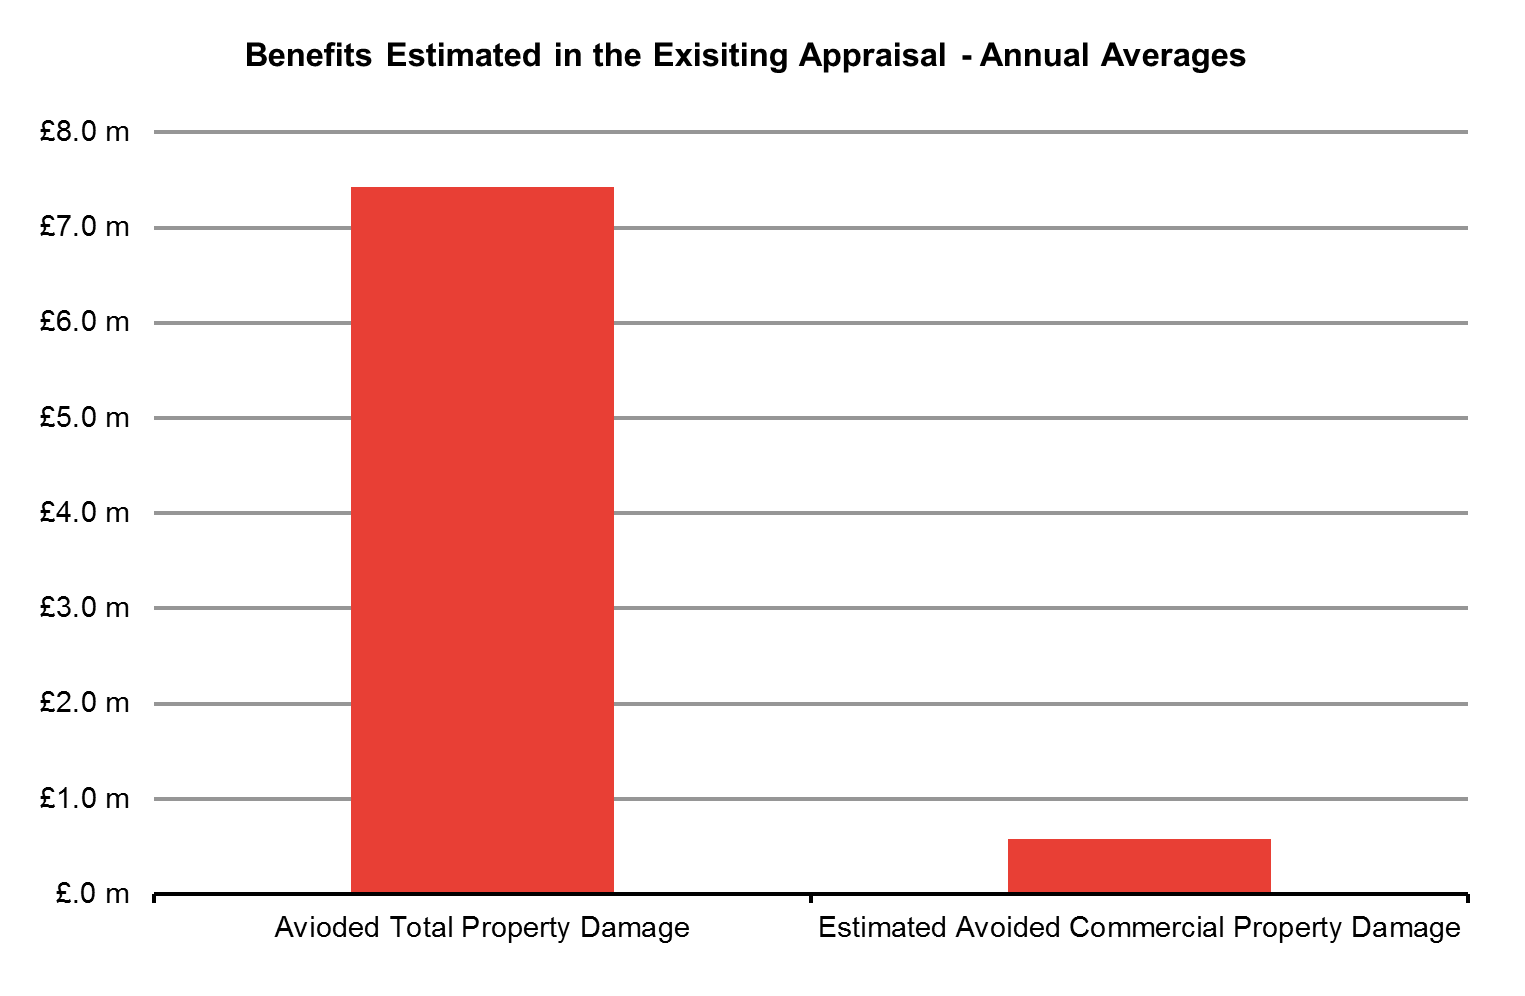 Benefits Estimated in the Exisiting Appraisal - Annual Averages
£8.0 m
£7.0 m
£6.0 m
£5.0 m
£4.0 m
£3.0 m
£2.0 m
£1.0 m
£.0 m
Avioded Total Property Damage
Estimated Avoided Commercial Property Damage